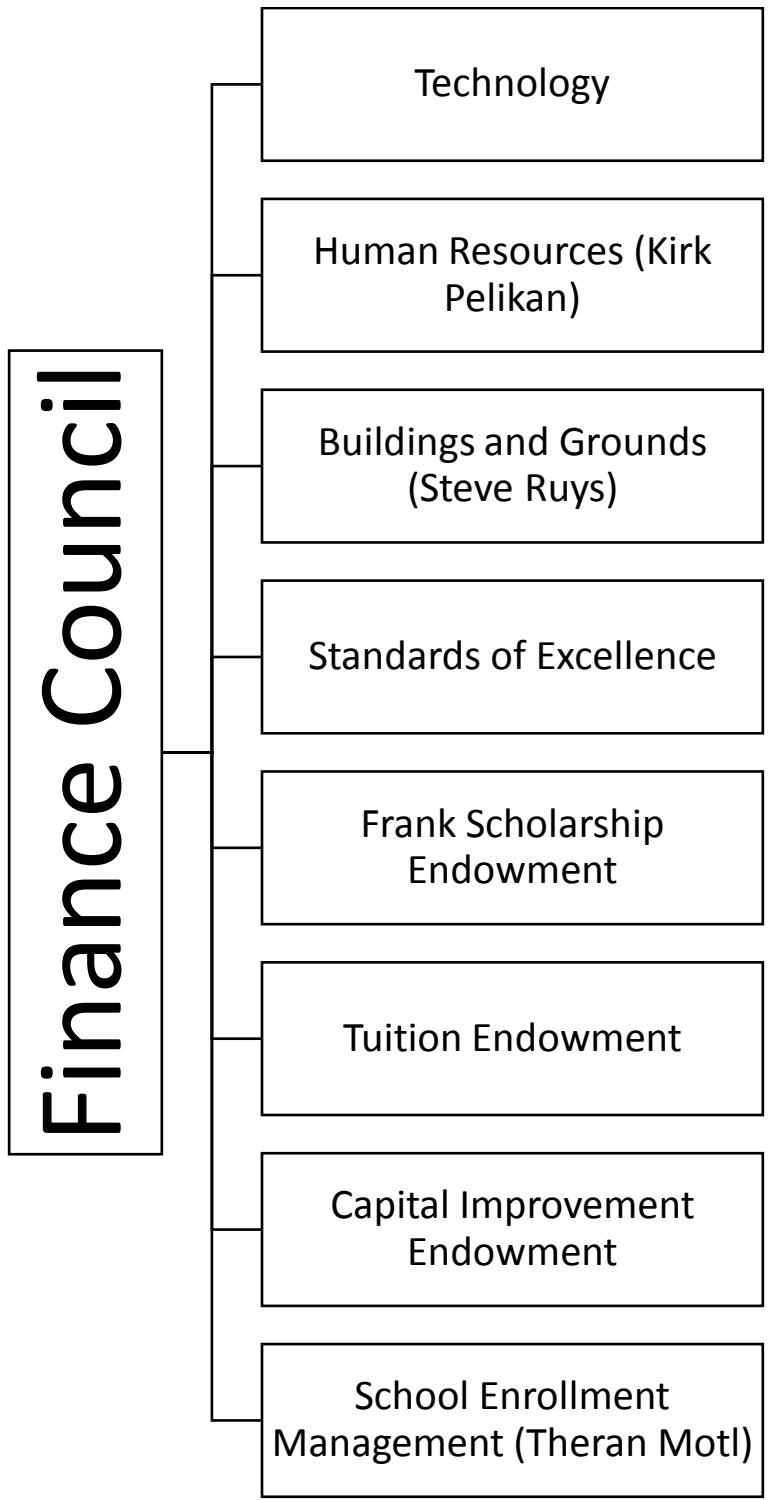 Finance Council
Technology
Human Resources (Kirk
Pelikan)
Buildings and Grounds
(Steve Ruys)
Standards of Excellence
Frank Scholarship
Endowment
Tuition Endowment
Capital Improvement
Endowment
School Enrollment
Management (Theran Motl)